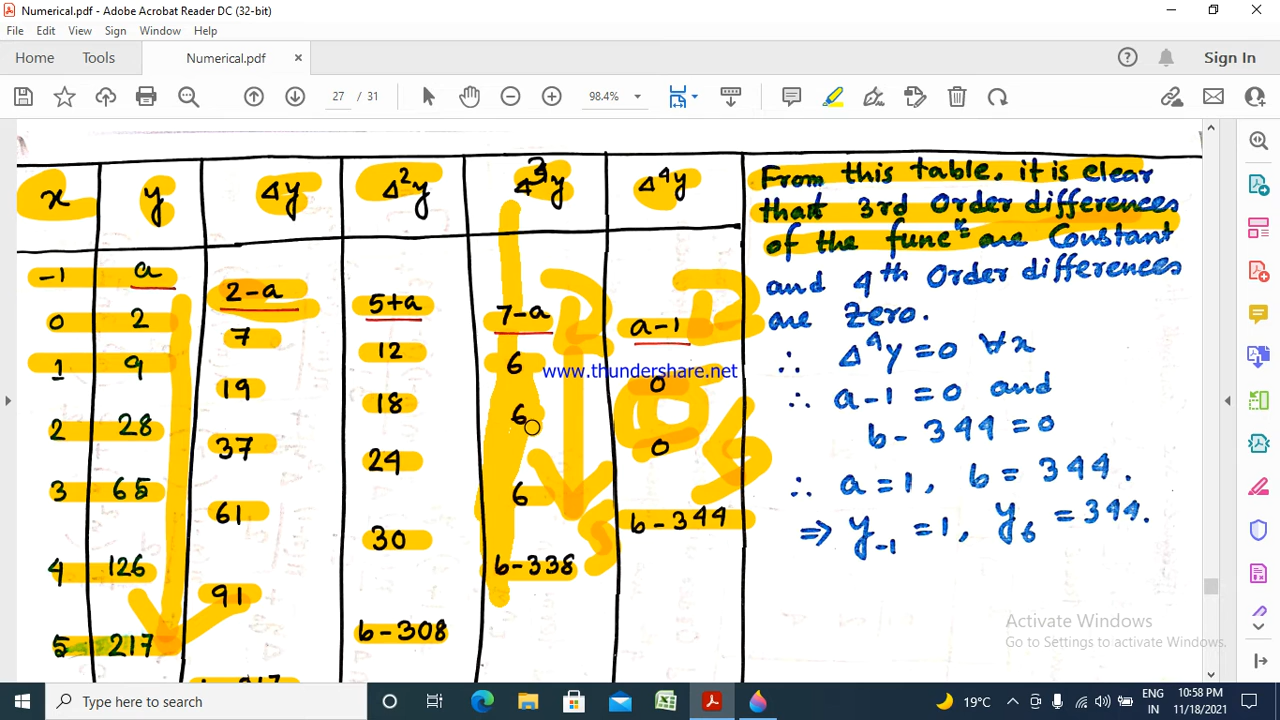 Numerical.pdf - Adobe Acrobat Reader DC (32-bit)
File Edit View Sign Window Help
Home Tools Numerical.pdf × Sign In
27 / 31 98.4%
x y Δy Δ²y Δ³y Δ⁴y
-1 a
2-a
0 2 5+a
7 7-a
1 9 12 a-1
19 6
2 28 18 0
37 6
3 65 24 0
61 6
4 126 30 b-344
91 b-338
5 217 b-308
From this table, it is clear
that 3rd Order differences
of the funcⁿ are Constant
and 4th Order differences
are Zero.
∴ Δ⁴y = 0 ∀x
∴ a-1 = 0 and
b - 344 = 0
∴ a = 1, b = 344.
⇒ y₋₁ = 1, y₆ = 344.
www.thundershare.net
Activate Windows
Go to Settings to activate Windows.
Type here to search
19°C
ENG
IN
10:58 PM
11/18/2021